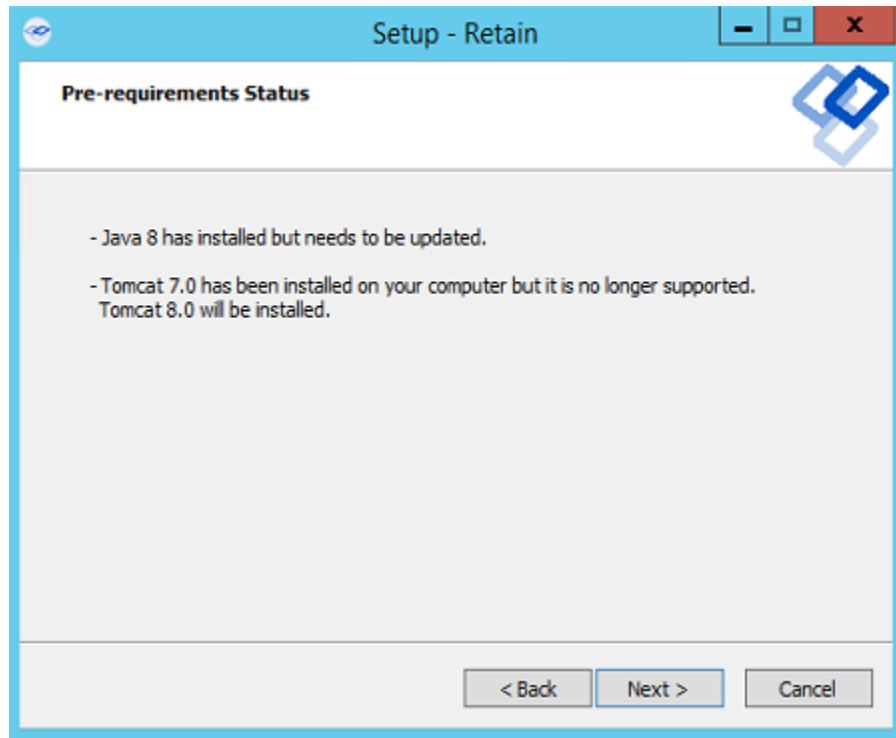 Setup - Retain
Pre-requirements Status
- Java 8 has installed but needs to be updated.
- Tomcat 7.0 has been installed on your computer but it is no longer supported.
Tomcat 8.0 will be installed.
< Back
Next >
Cancel